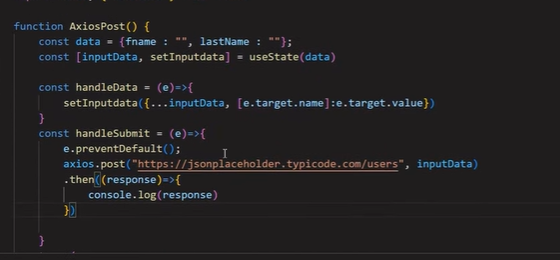 function AxiosPost() {
const data = {fname : "", lastName : ""};
const [inputData, setInputdata] = useState(data)
const handleData = (e)=>{
setInputdata({...inputData, [e.target.name]:e.target.value})
}
const handleSubmit = (e)=>{
e.preventDefault();
axios.post("https://jsonplaceholder.typicode.com/users", inputData)
.then((response)=>{
console.log(response)
})
}